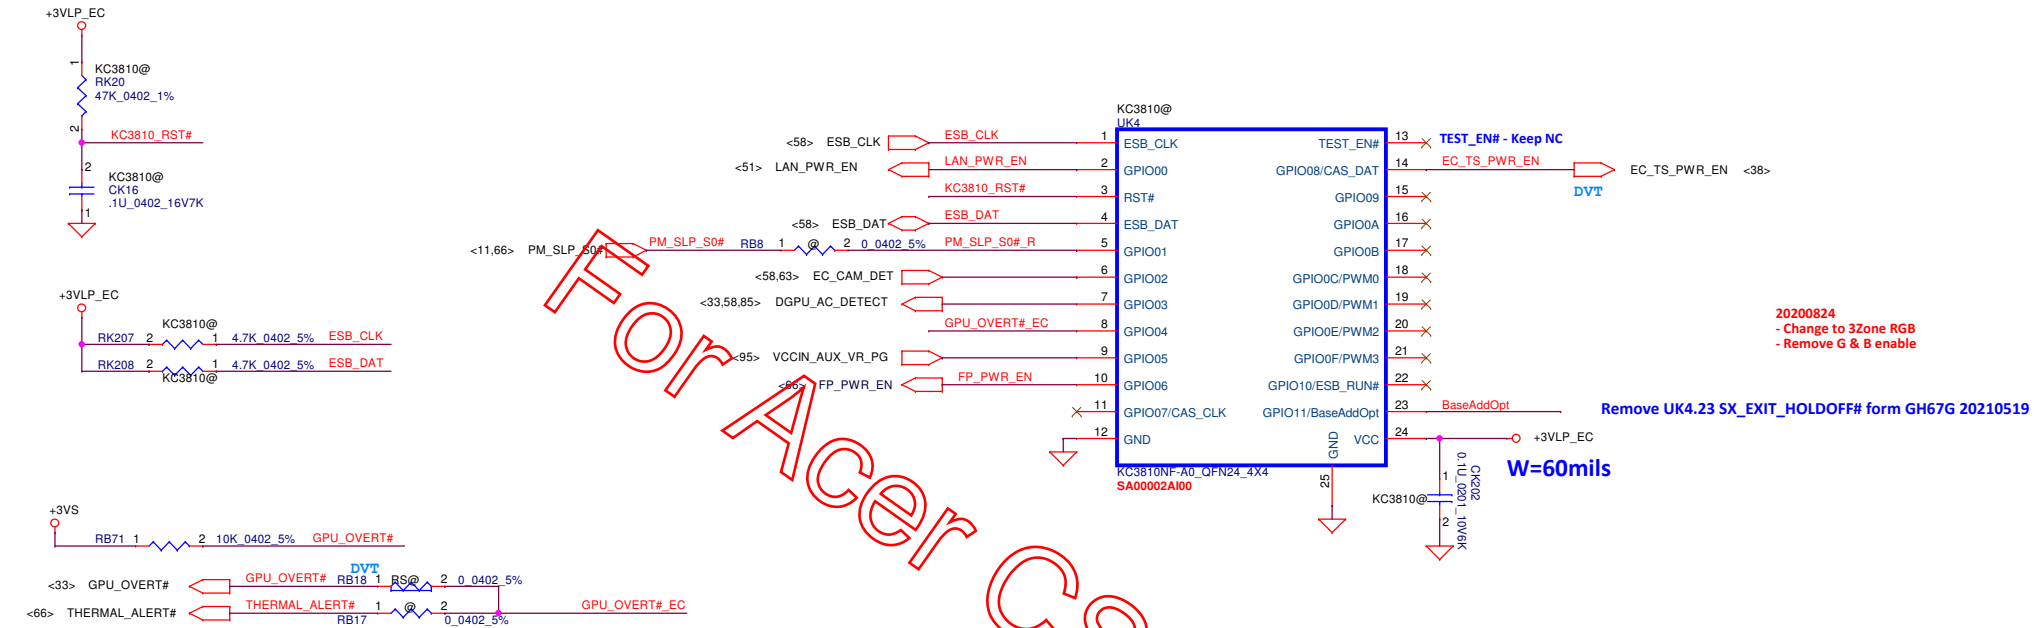 +3VLP_EC
1
KC3810@
RK20
47K_0402_1%
2
KC3810_RST#
2
KC3810@
CK16
.1U_0402_16V7K
1
+3VLP_EC
KC3810@
RK207 2 1 4.7K_0402_5% ESB_CLK
RK208 2 1 4.7K_0402_5% ESB_DAT
KC3810@
+3VS
RB71 1 2 10K_0402_5% GPU_OVERT#
DVT
<33> GPU_OVERT# GPU_OVERT# RB18 1 RS@ 2 0_0402_5%
<66> THERMAL_ALERT# THERMAL_ALERT# 1 @ 2 GPU_OVERT#_EC
RB17 0_0402_5%
KC3810@
UK4
<58> ESB_CLK ESB_CLK 1 ESB_CLK
<51> LAN_PWR_EN LAN_PWR_EN 2 GPIO00
KC3810_RST# 3 RST#
<58> ESB_DAT ESB_DAT 4 ESB_DAT
<11,66> PM_SLP_S0# PM_SLP_S0# RB8 1 @ 2 0_0402_5% PM_SLP_S0#_R 5 GPIO01
<58,63> EC_CAM_DET 6 GPIO02
<33,58,85> DGPU_AC_DETECT 7 GPIO03
GPU_OVERT#_EC 8 GPIO04
<95> VCCIN_AUX_VR_PG 9 GPIO05
<66> FP_PWR_EN FP_PWR_EN 10 GPIO06
11 GPIO07/CAS_CLK
12 GND
TEST_EN# 13 TEST_EN# - Keep NC
GPIO08/CAS_DAT 14 EC_TS_PWR_EN EC_TS_PWR_EN <38>
DVT
GPIO09 15
GPIO0A 16
GPIO0B 17
GPIO0C/PWM0 18
GPIO0D/PWM1 19
GPIO0E/PWM2 20
GPIO0F/PWM3 21
GPIO10/ESB_RUN# 22
GPIO11/BaseAddOpt 23 BaseAddOpt
VCC 24 +3VLP_EC
GND
25
KC3810NF-A0_QFN24_4X4
SA00002AI00
W=60mils
KC3810@
1
2
CK202
0.1U_0201_10V6K
20200824
- Change to 3Zone RGB
- Remove G & B enable
Remove UK4.23 SX_EXIT_HOLDOFF# form GH67G 20210519
For Acer Cs